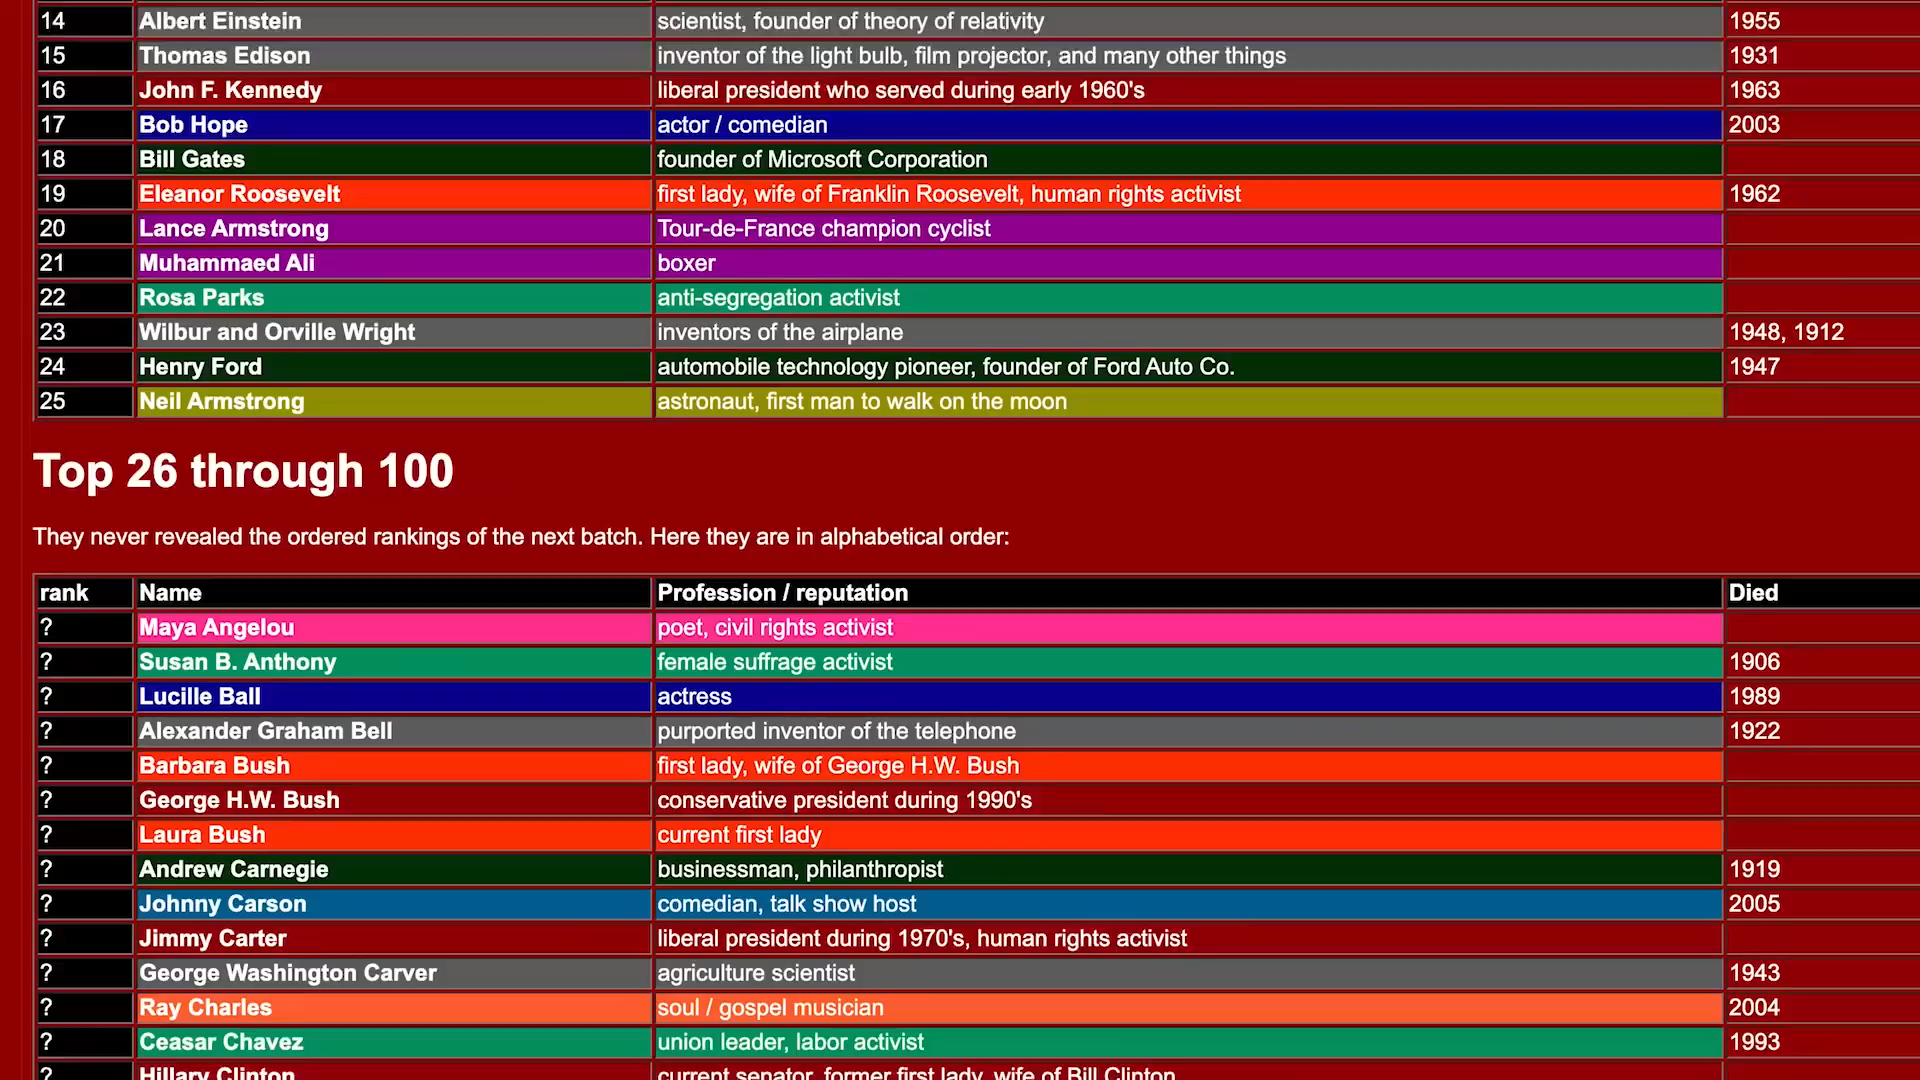 14 Albert Einstein scientist, founder of theory of relativity 1955
15 Thomas Edison inventor of the light bulb, film projector, and many other things 1931
16 John F. Kennedy liberal president who served during early 1960's 1963
17 Bob Hope actor / comedian 2003
18 Bill Gates founder of Microsoft Corporation
19 Eleanor Roosevelt first lady, wife of Franklin Roosevelt, human rights activist 1962
20 Lance Armstrong Tour-de-France champion cyclist
21 Muhammaed Ali boxer
22 Rosa Parks anti-segregation activist
23 Wilbur and Orville Wright inventors of the airplane 1948, 1912
24 Henry Ford automobile technology pioneer, founder of Ford Auto Co. 1947
25 Neil Armstrong astronaut, first man to walk on the moon
Top 26 through 100
They never revealed the ordered rankings of the next batch. Here they are in alphabetical order:
rank Name Profession / reputation Died
? Maya Angelou poet, civil rights activist
? Susan B. Anthony female suffrage activist 1906
? Lucille Ball actress 1989
? Alexander Graham Bell purported inventor of the telephone 1922
? Barbara Bush first lady, wife of George H.W. Bush
? George H.W. Bush conservative president during 1990's
? Laura Bush current first lady
? Andrew Carnegie businessman, philanthropist 1919
? Johnny Carson comedian, talk show host 2005
? Jimmy Carter liberal president during 1970's, human rights activist
? George Washington Carver agriculture scientist 1943
? Ray Charles soul / gospel musician 2004
? Ceasar Chavez union leader, labor activist 1993
? Hillary Clinton current senator, former first lady, wife of Bill Clinton